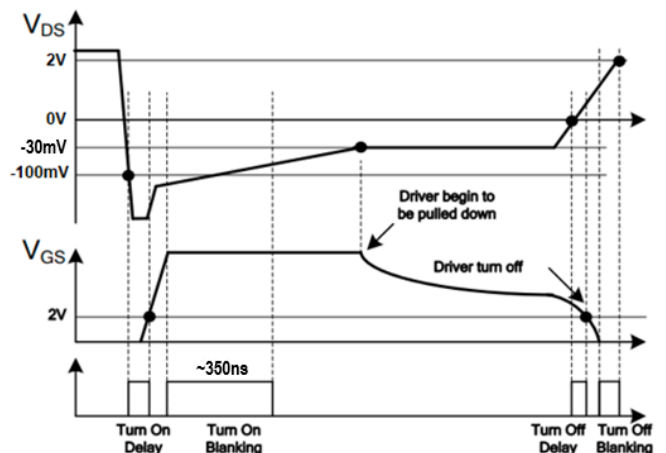 VDS
2V
0V
-30mV
-100mV
Driver begin to
be pulled down
VGS
Driver turn off
2V
~350ns
Turn On
Delay
Turn On
Blanking
Turn Off
Delay
Turn Off
Blanking